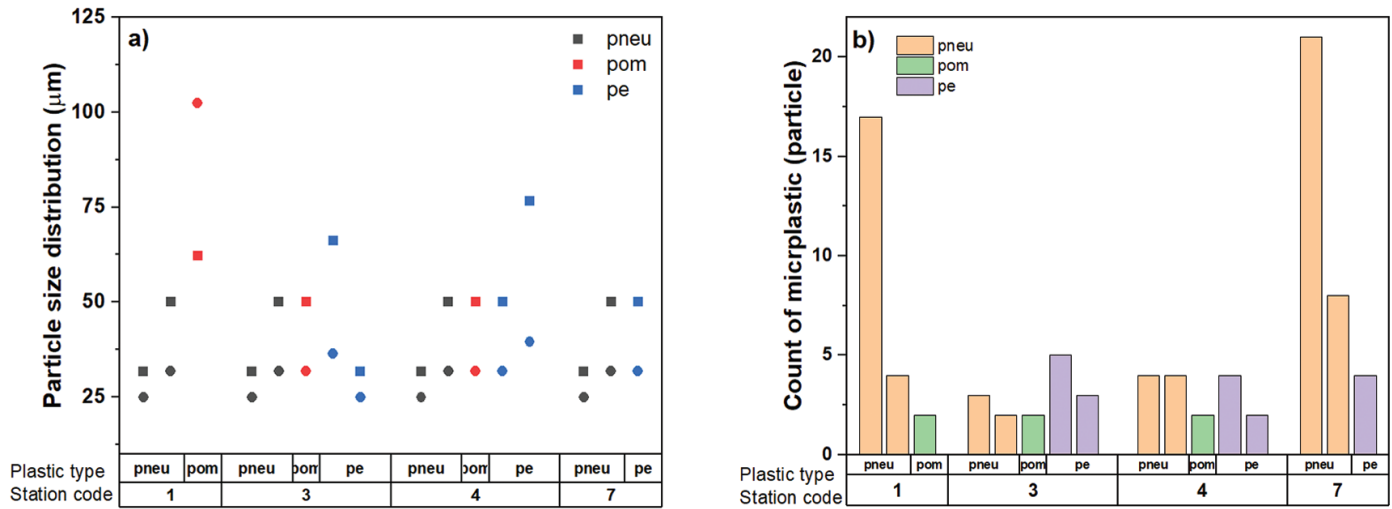 a)
pneu
pom
pe
Particle size distribution (μm)
125
100
75
50
25
Plastic type pneu pom pneu pom pe pneu pom pe pneu pe
Station code 1 3 4 7
b)
pneu
pom
pe
Count of micrplastic (particle)
20
15
10
5
0
Plastic type pneu pom pneu pom pe pneu pom pe pneu pe
Station code 1 3 4 7